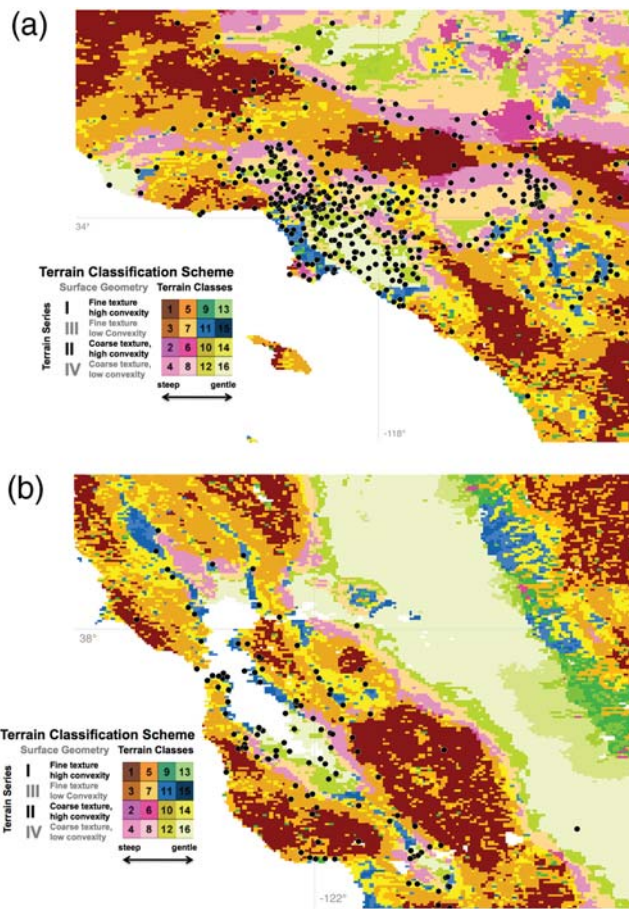 (a)
34°
Terrain Classification Scheme
Surface Geometry Terrain Classes
Terrain Series
I Fine texture high convexity 1 5 9 13
III Fine texture low Convexity 3 7 11 15
II Coarse texture, high convexity 2 6 10 14
IV Coarse texture, low convexity 4 8 12 16
steep gentle
-118°
(b)
38°
Terrain Classification Scheme
Surface Geometry Terrain Classes
Terrain Series
I Fine texture high convexity 1 5 9 13
III Fine texture low Convexity 3 7 11 15
II Coarse texture, high convexity 2 6 10 14
IV Coarse texture, low convexity 4 8 12 16
steep gentle
-122°